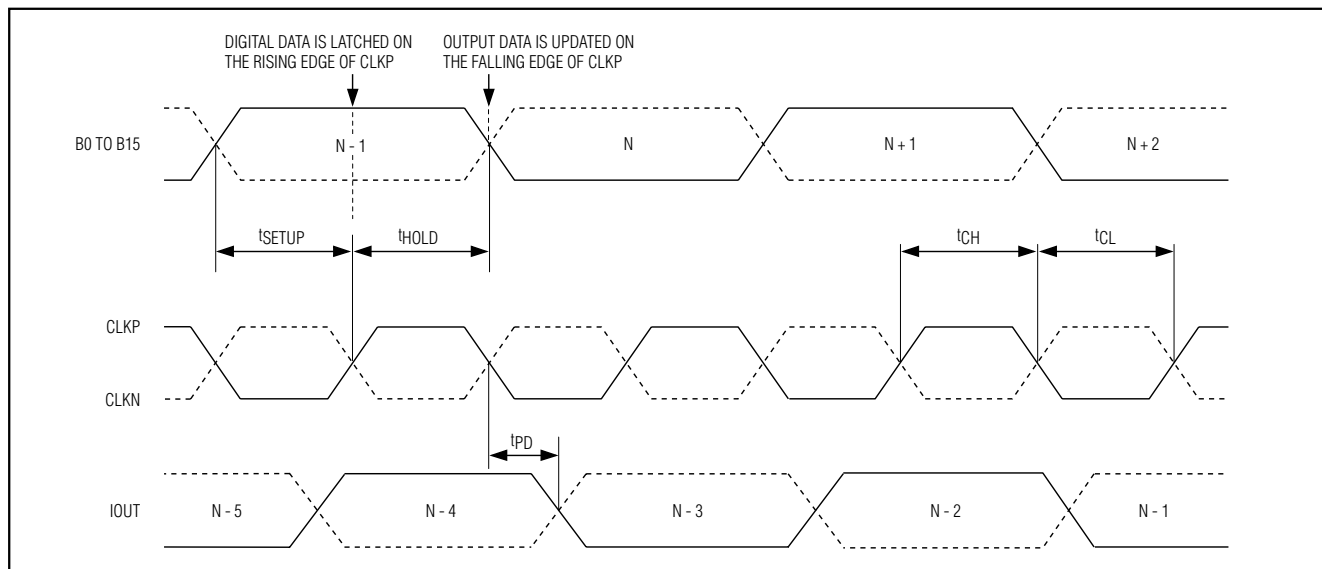 DIGITAL DATA IS LATCHED ON
THE RISING EDGE OF CLKP
OUTPUT DATA IS UPDATED ON
THE FALLING EDGE OF CLKP
B0 TO B15
N - 1
N
N + 1
N + 2
tSETUP
tHOLD
tCH
tCL
CLKP
CLKN
tPD
IOUT
N - 5
N - 4
N - 3
N - 2
N - 1